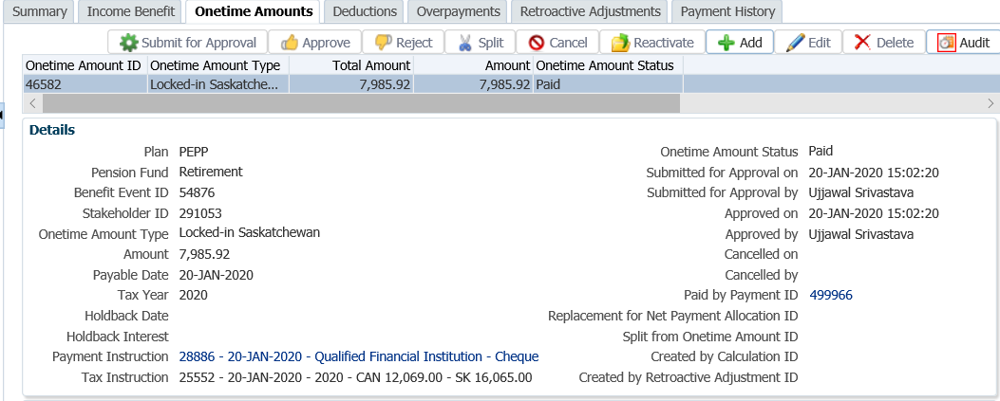 Summary Income Benefit Onetime Amounts Deductions Overpayments Retroactive Adjustments Payment History
Submit for Approval Approve Reject Split Cancel Reactivate Add Edit Delete Audit
Onetime Amount ID Onetime Amount Type Total Amount Amount Onetime Amount Status
46582 Locked-in Saskatche... 7,985.92 7,985.92 Paid
Details
Plan PEPP Onetime Amount Status Paid
Pension Fund Retirement Submitted for Approval on 20-JAN-2020 15:02:20
Benefit Event ID 54876 Submitted for Approval by Ujjawal Srivastava
Stakeholder ID 291053 Approved on 20-JAN-2020 15:02:20
Onetime Amount Type Locked-in Saskatchewan Approved by Ujjawal Srivastava
Amount 7,985.92 Cancelled on
Payable Date 20-JAN-2020 Cancelled by
Tax Year 2020 Paid by Payment ID 499966
Holdback Date Replacement for Net Payment Allocation ID
Holdback Interest Split from Onetime Amount ID
Payment Instruction 28886 - 20-JAN-2020 - Qualified Financial Institution - Cheque Created by Calculation ID
Tax Instruction 25552 - 20-JAN-2020 - 2020 - CAN 12,069.00 - SK 16,065.00 Created by Retroactive Adjustment ID